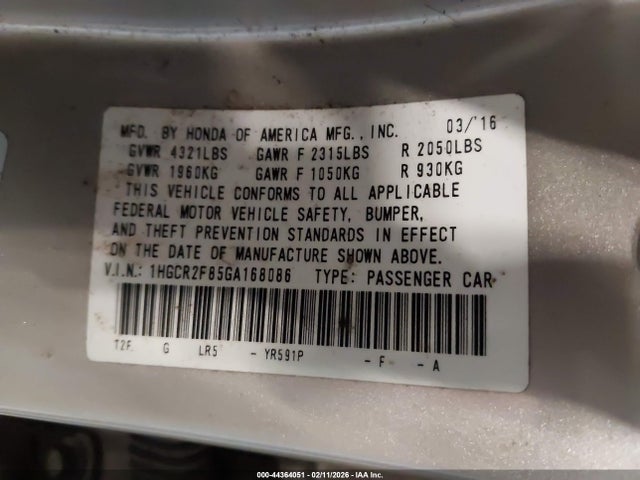 MFD. BY HONDA OF AMERICA MFG., INC. 03/'16
GVWR 4321LBS GAWR F 2315LBS R 2050LBS
GVWR 1960KG GAWR F 1050KG R 930KG
THIS VEHICLE CONFORMS TO ALL APPLICABLE
FEDERAL MOTOR VEHICLE SAFETY, BUMPER,
AND THEFT PREVENTION STANDARDS IN EFFECT
ON THE DATE OF MANUFACTURE SHOWN ABOVE.
V.I.N.: 1HGCR2F85GA168086 TYPE: PASSENGER CAR
G LR5 - YR591P - F - A
000-44364051 - 02/11/2026 - IAA Inc.